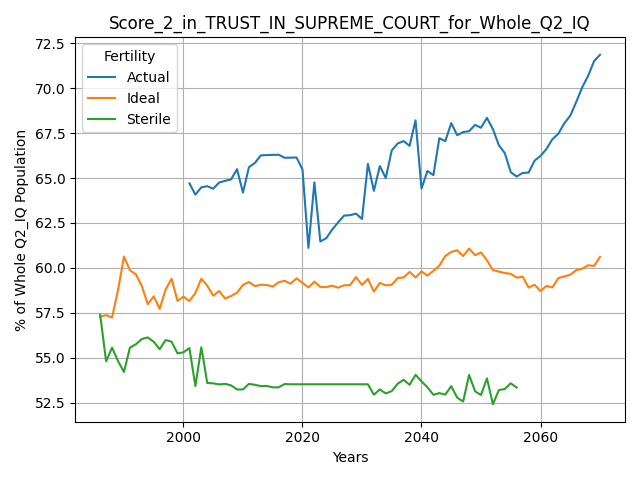 Score_2_in_TRUST_IN_SUPREME_COURT_for_Whole_Q2_IQ
72.5
70.0
67.5
65.0
62.5
60.0
57.5
55.0
52.5
% of Whole Q2_IQ Population
Fertility
Actual
Ideal
Sterile
2000
2020
2040
2060
Years